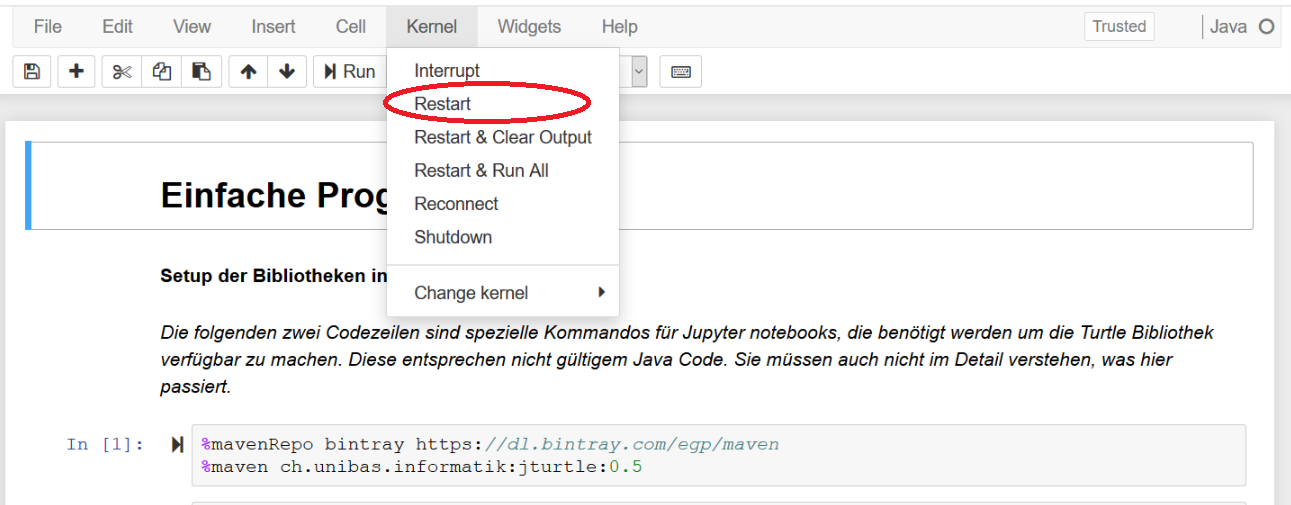 File Edit View Insert Cell Kernel Widgets Help Trusted Java
Run
Interrupt
Restart
Restart & Clear Output
Restart & Run All
Reconnect
Shutdown
Change kernel
Einfache Prog
Setup der Bibliotheken in
Die folgenden zwei Codezeilen sind spezielle Kommandos für Jupyter notebooks, die benötigt werden um die Turtle Bibliothek
verfügbar zu machen. Diese entsprechen nicht gültigem Java Code. Sie müssen auch nicht im Detail verstehen, was hier
passiert.
In [1]: %mavenRepo bintray https://dl.bintray.com/egp/maven
%maven ch.unibas.informatik:jturtle:0.5